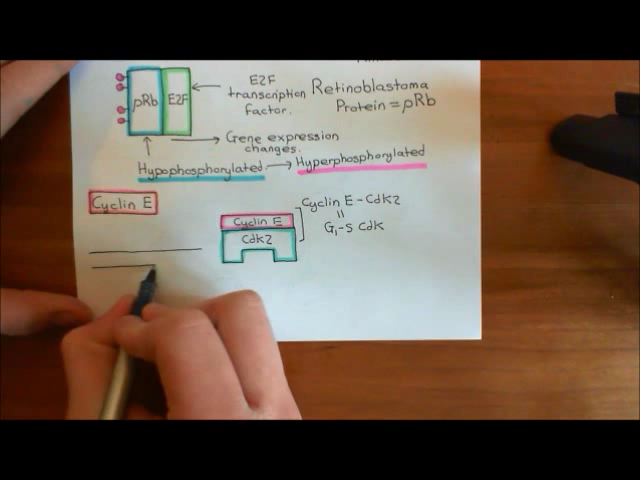 E2F
transcription
factor.
pRb
E2F
Retinoblastoma
Protein = pRb
Gene expression
changes.
Hypophosphorylated → Hyperphosphorylated
Cyclin E
Cyclin E
Cdk2
Cyclin E - Cdk2
=
G1-S Cdk